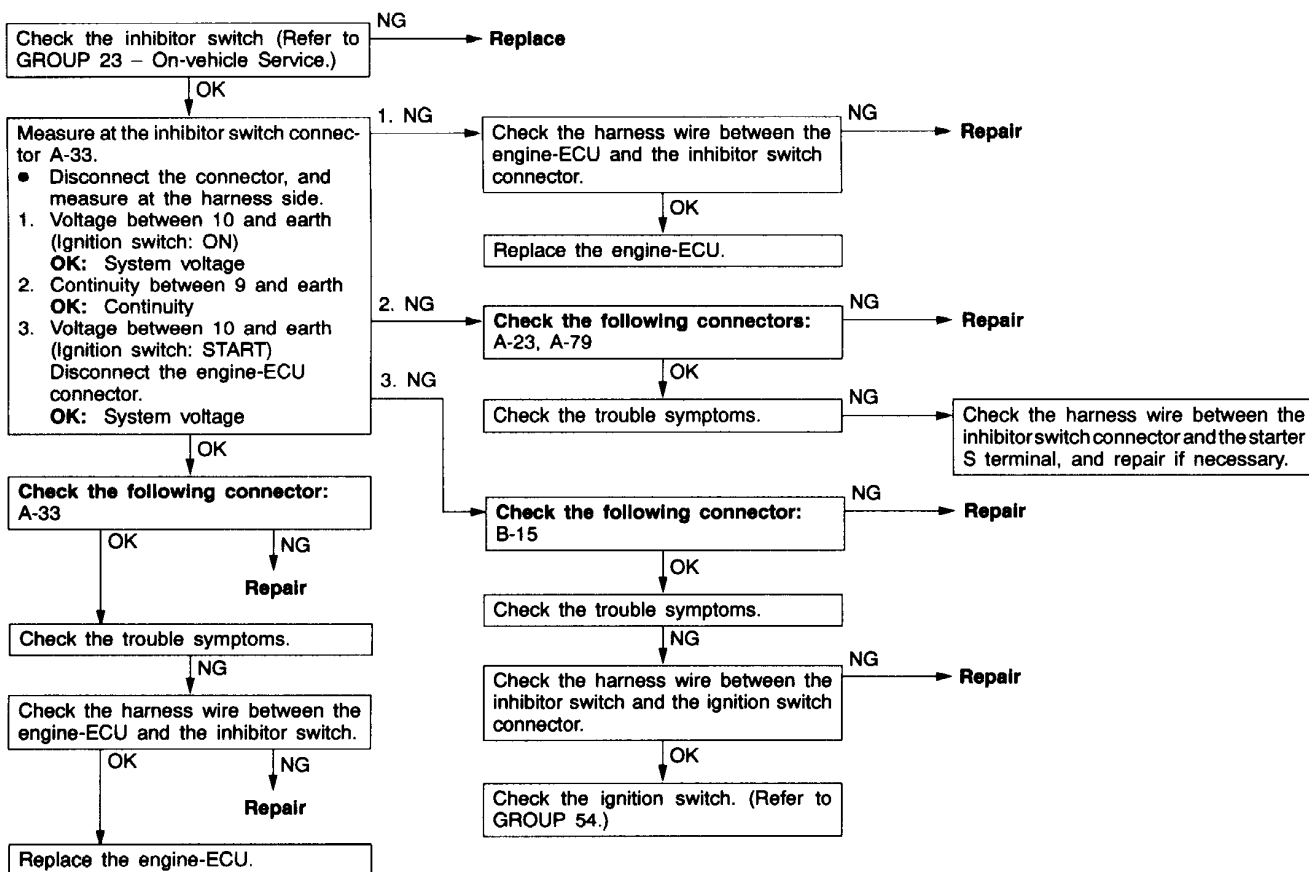 Check the inhibitor switch (Refer to
GROUP 23 – On-vehicle Service.)
NG
Replace
OK
Measure at the inhibitor switch connec-
tor A-33.
● Disconnect the connector, and
measure at the harness side.
1. Voltage between 10 and earth
(Ignition switch: ON)
OK: System voltage
2. Continuity between 9 and earth
OK: Continuity
3. Voltage between 10 and earth
(Ignition switch: START)
Disconnect the engine-ECU
connector.
OK: System voltage
1. NG
Check the harness wire between the
engine-ECU and the inhibitor switch
connector.
NG
Repair
OK
Replace the engine-ECU.
2. NG
Check the following connectors:
A-23, A-79
NG
Repair
OK
Check the trouble symptoms.
NG
Check the harness wire between the
inhibitor switch connector and the starter
S terminal, and repair if necessary.
3. NG
Check the following connector:
B-15
NG
Repair
OK
Check the trouble symptoms.
NG
Check the harness wire between the
inhibitor switch and the ignition switch
connector.
NG
Repair
OK
Check the ignition switch. (Refer to
GROUP 54.)
OK
Check the following connector:
A-33
OK
NG
Repair
Check the trouble symptoms.
NG
Check the harness wire between the
engine-ECU and the inhibitor switch.
OK
NG
Repair
Replace the engine-ECU.